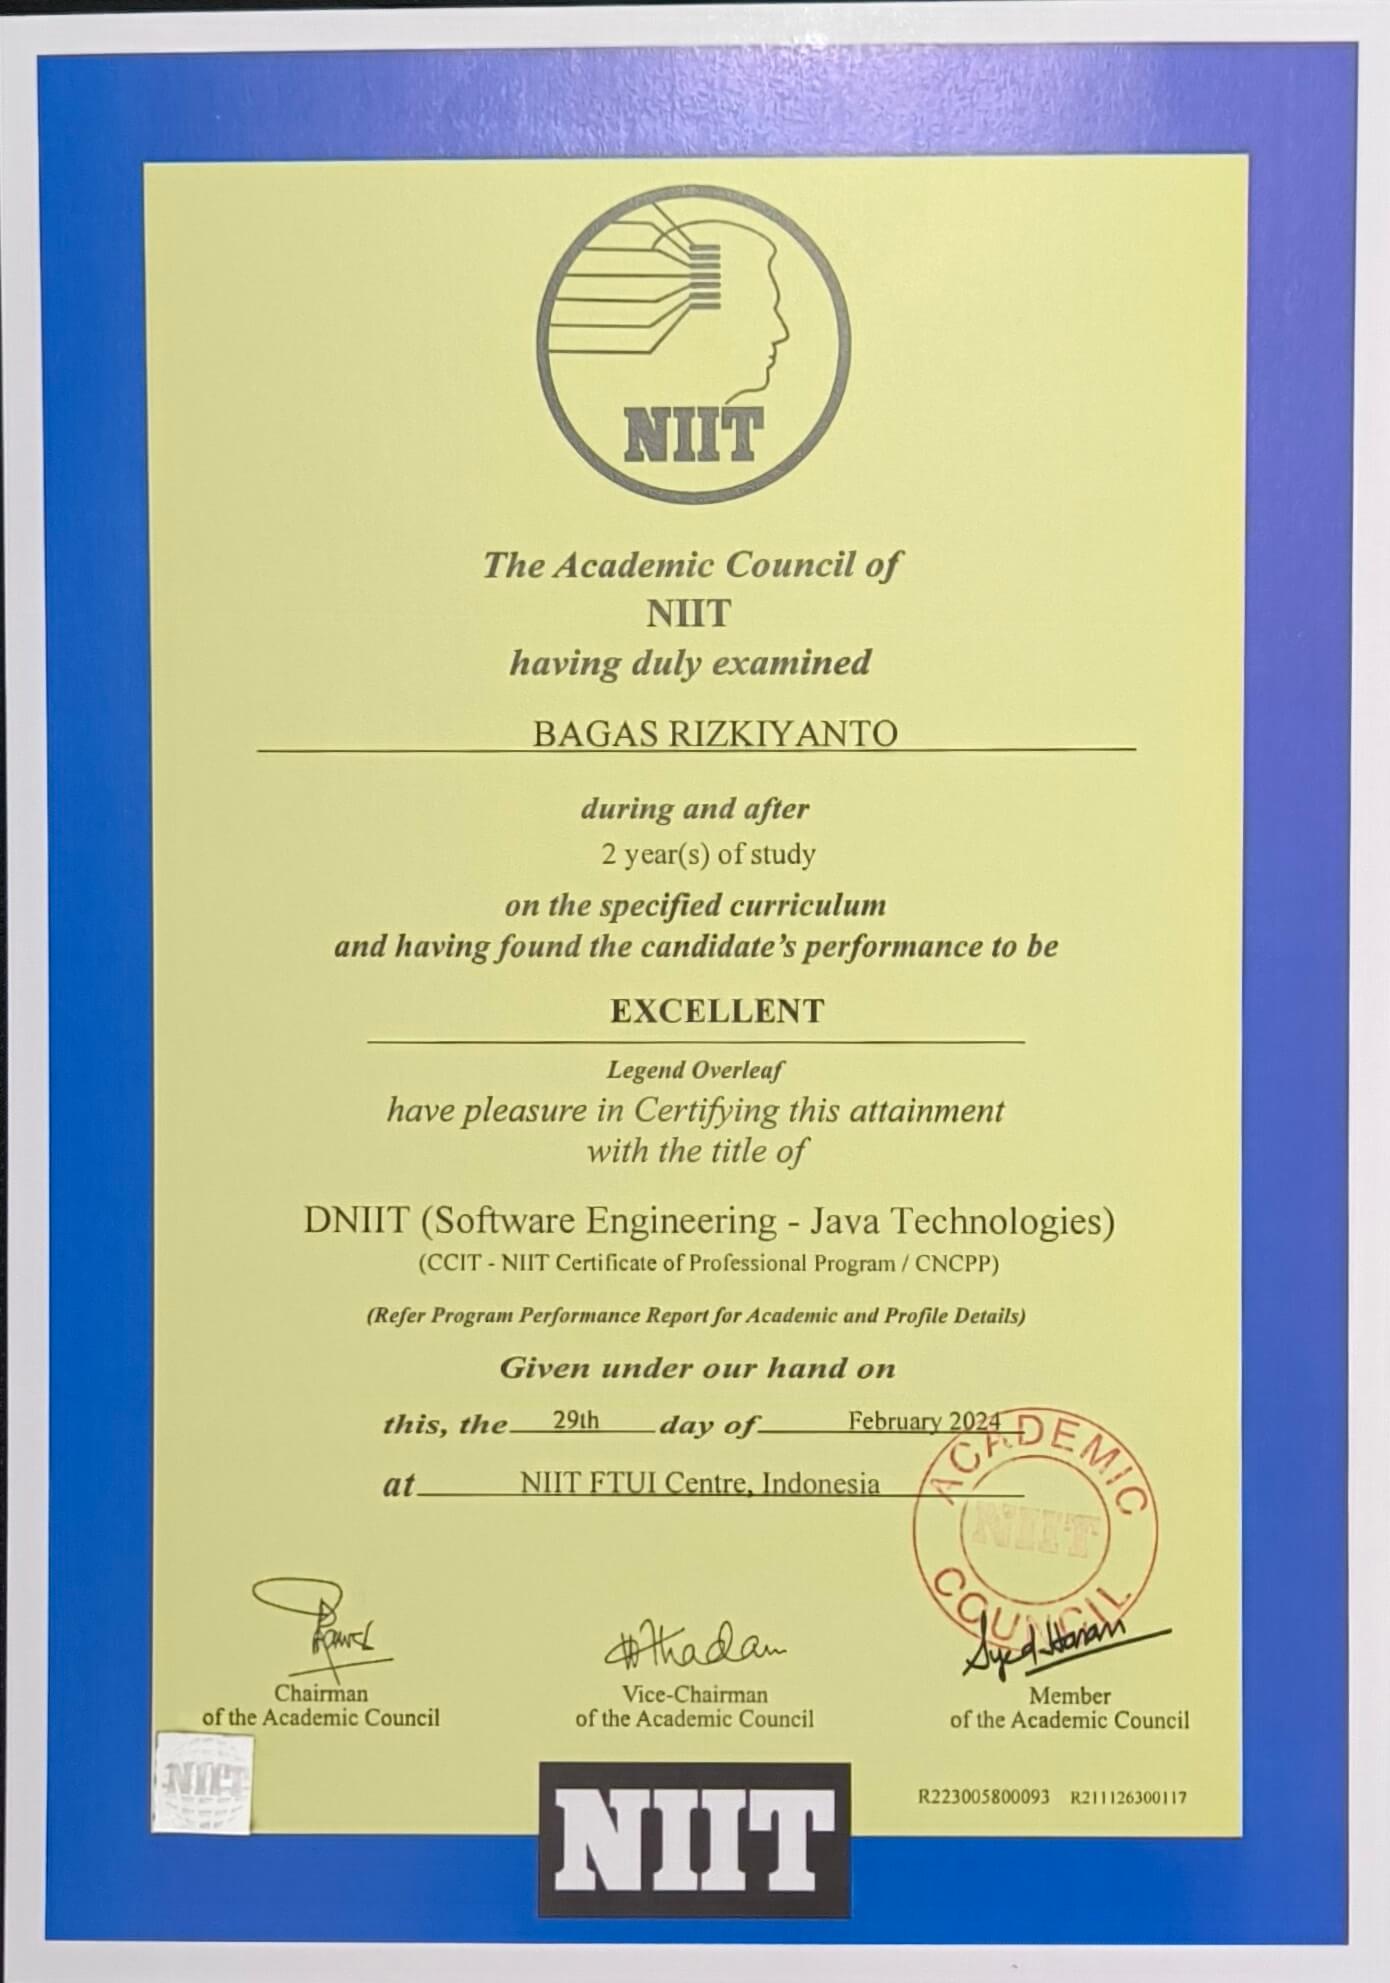 NIIT
The Academic Council of
NIIT
having duly examined
BAGAS RIZKIYANTO
during and after
2 year(s) of study
on the specified curriculum
and having found the candidate's performance to be
EXCELLENT
Legend Overleaf
have pleasure in Certifying this attainment
with the title of
DNIIT (Software Engineering - Java Technologies)
(CCIT - NIIT Certificate of Professional Program / CNCPP)
(Refer Program Performance Report for Academic and Profile Details)
Given under our hand on
this, the 29th day of February 2024
at NIIT FTUI Centre, Indonesia
ACADEMIC
NIIT
COUNCIL
Chairman
of the Academic Council
Vice-Chairman
of the Academic Council
Member
of the Academic Council
NIIT
R223005800093 R211126300117
NIIT